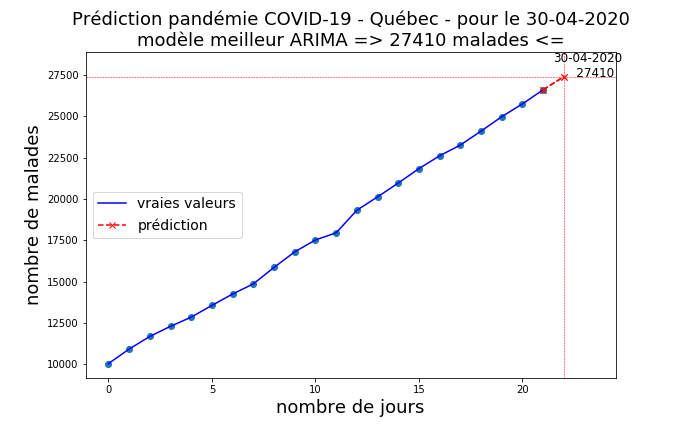 Prédiction pandémie COVID-19 - Québec - pour le 30-04-2020
modèle meilleur ARIMA => 27410 malades <=
30-04-2020
27410
27500
25000
22500
20000
17500
15000
12500
10000
nombre de malades
vraies valeurs
prédiction
0 5 10 15 20
nombre de jours